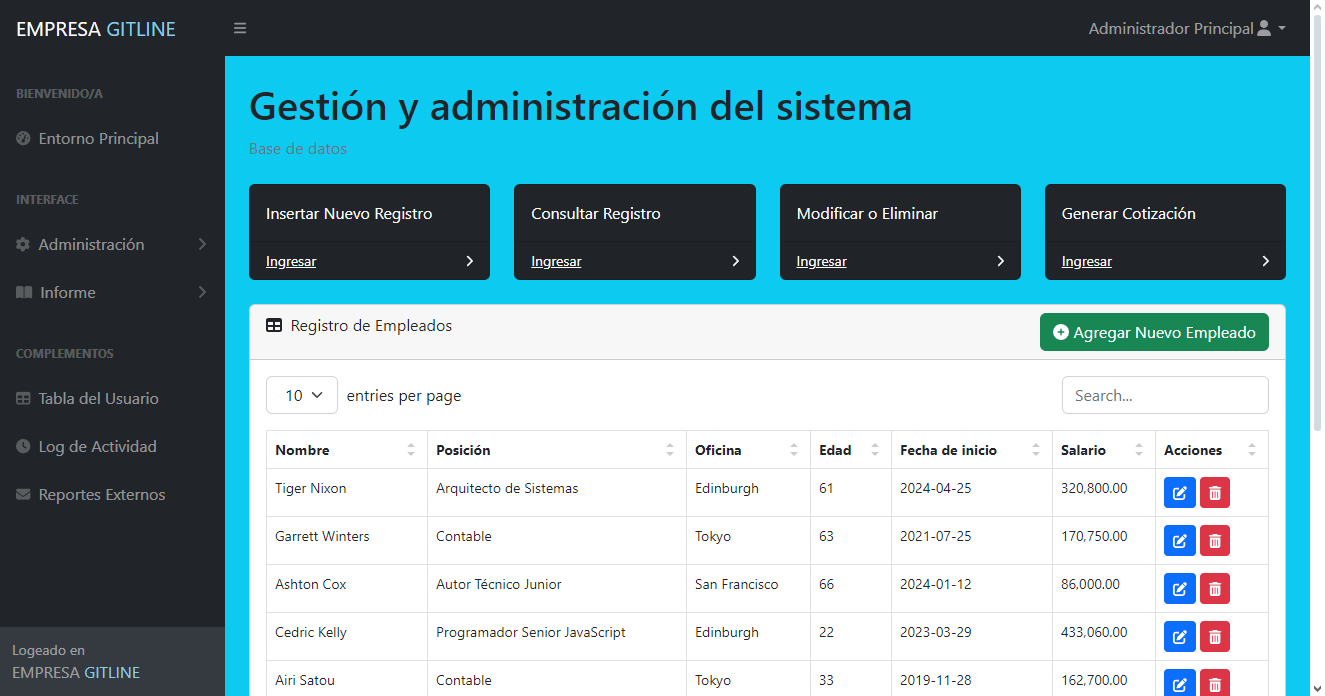 EMPRESA GITLINE
Administrador Principal
BIENVENIDO/A
Entorno Principal
INTERFACE
Administración
Informe
COMPLEMENTOS
Tabla del Usuario
Log de Actividad
Reportes Externos
Logeado en
EMPRESA GITLINE
Gestión y administración del sistema
Base de datos
Insertar Nuevo Registro
Ingresar
Consultar Registro
Ingresar
Modificar o Eliminar
Ingresar
Generar Cotización
Ingresar
Registro de Empleados
Agregar Nuevo Empleado
10 entries per page
Search...
Nombre Posición Oficina Edad Fecha de inicio Salario Acciones
Tiger Nixon Arquitecto de Sistemas Edinburgh 61 2024-04-25 320,800.00
Garrett Winters Contable Tokyo 63 2021-07-25 170,750.00
Ashton Cox Autor Técnico Junior San Francisco 66 2024-01-12 86,000.00
Cedric Kelly Programador Senior JavaScript Edinburgh 22 2023-03-29 433,060.00
Airi Satou Contable Tokyo 33 2019-11-28 162,700.00